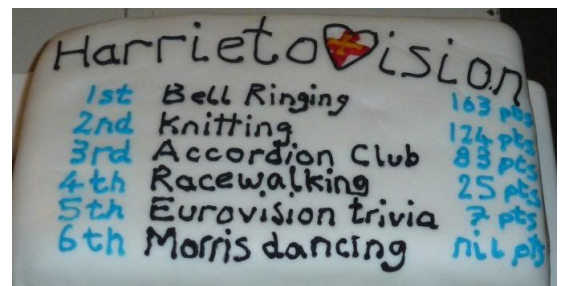 Harrietovision
1st Bell Ringing 163 pts
2nd Knitting 124 pts
3rd Accordion Club 83 pts
4th Racewalking 25 pts
5th Eurovision trivia 7 pts
6th Morris dancing nil pts